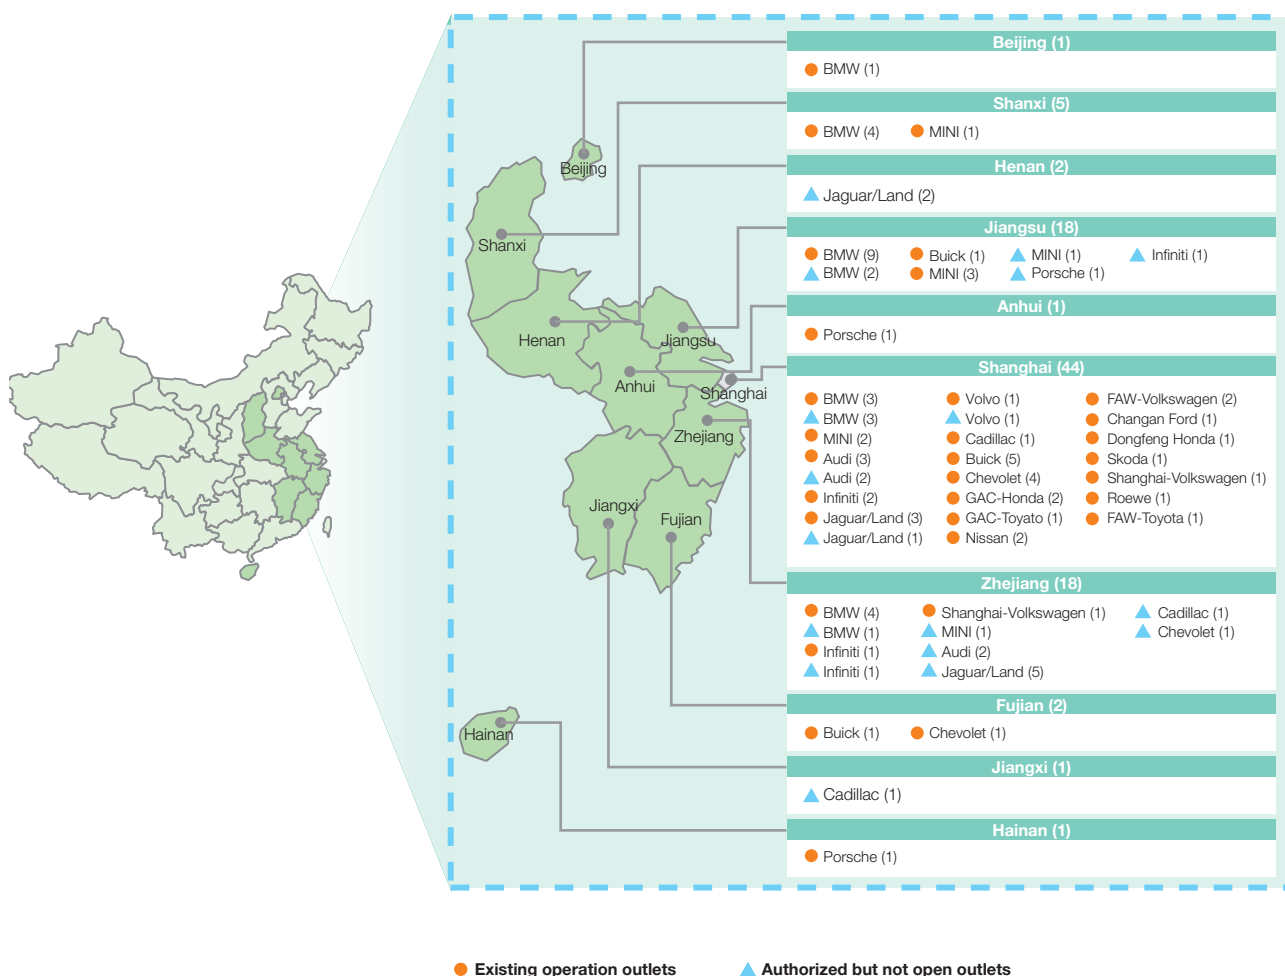 Beijing (1)
BMW (1)
Shanxi (5)
BMW (4) MINI (1)
Henan (2)
Jaguar/Land (2)
Jiangsu (18)
BMW (9) Buick (1) MINI (1) Infiniti (1)
BMW (2) MINI (3) Porsche (1)
Anhui (1)
Porsche (1)
Shanghai (44)
BMW (3) Volvo (1) FAW-Volkswagen (2)
BMW (3) Volvo (1) Changan Ford (1)
MINI (2) Cadillac (1) Dongfeng Honda (1)
Audi (3) Buick (5) Skoda (1)
Audi (2) Chevolet (4) Shanghai-Volkswagen (1)
Infiniti (2) GAC-Honda (2) Roewe (1)
Jaguar/Land (3) GAC-Toyato (1) FAW-Toyota (1)
Jaguar/Land (1) Nissan (2)
Zhejiang (18)
BMW (4) Shanghai-Volkswagen (1) Cadillac (1)
BMW (1) MINI (1) Chevolet (1)
Infiniti (1) Audi (2)
Infiniti (1) Jaguar/Land (5)
Fujian (2)
Buick (1) Chevolet (1)
Jiangxi (1)
Cadillac (1)
Hainan (1)
Porsche (1)
Beijing
Shanxi
Henan
Jiangsu
Anhui
Shanghai
Zhejiang
Jiangxi
Fujian
Hainan
Existing operation outlets
Authorized but not open outlets